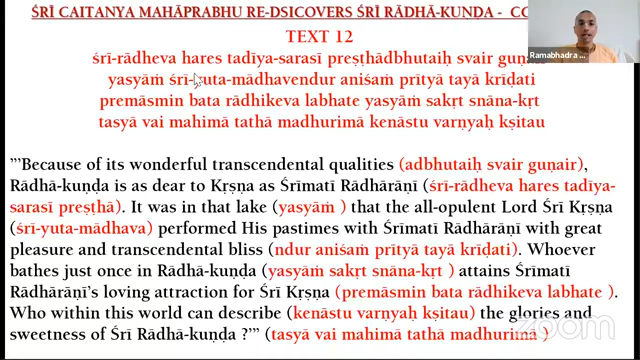 ŚRĪ CAITANYA MAHĀPRABHU RE-DSICOVERS ŚRĪ RĀDHĀ-KUNDA - CO
Ramabhadra
TEXT 12
śrī-rādheva hares tadīya-sarasī preṣṭhādbhutaiḥ svair guṇair
yasyāṁ śrī-yuta-mādhavendur aniśaṁ prītyā tayā krīḍati
premāsmin bata rādhikeva labhate yasyāṁ sakṛt snāna-kṛt
tasyā vai mahimā tathā madhurimā kenāstu varṇyaḥ kṣitau
"'Because of its wonderful transcendental qualities (adbhutaiḥ svair guṇair),
Rādhā-kuṇḍa is as dear to Kṛṣṇa as Śrīmatī Rādhārāṇī (śrī-rādheva hares tadīya-
sarasī preṣṭhā). It was in that lake (yasyāṁ ) that the all-opulent Lord Śrī Kṛṣṇa
(śrī-yuta-mādhava) performed His pastimes with Śrīmatī Rādhārāṇī with great
pleasure and transcendental bliss (ndur aniśaṁ prītyā tayā krīḍati). Whoever
bathes just once in Rādhā-kuṇḍa (yasyāṁ sakṛt snāna-kṛt ) attains Śrīmatī
Rādhārāṇī's loving attraction for Śrī Kṛṣṇa (premāsmin bata rādhikeva labhate ).
Who within this world can describe (kenāstu varṇyaḥ kṣitau) the glories and
sweetness of Śrī Rādhā-kuṇḍa ?'" (tasyā vai mahimā tathā madhurimā )
zoom